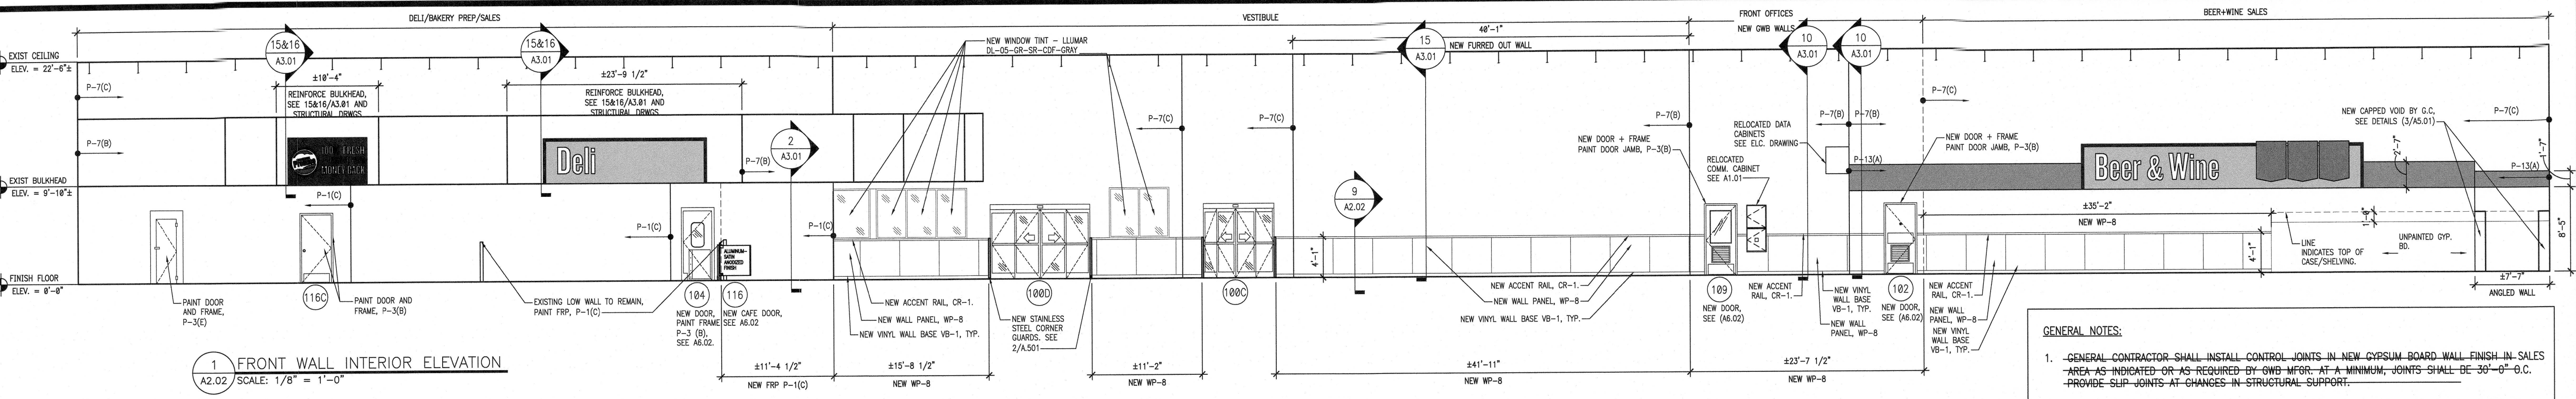 DELI/BAKERY PREP/SALES
VESTIBULE
FRONT OFFICES
BEER+WINE SALES
40'-1"
NEW GWB WALLS
EXIST CEILING
ELEV. = 22'-6"±
15&16
A3.01
15&16
A3.01
NEW WINDOW TINT - LLUMAR
DL-05-GR-SR-CDF-GRAY
15
A3.01
NEW FURRED OUT WALL
10
A3.01
10
A3.01
±10'-4"
±23'-9 1/2"
P-7(C)
REINFORCE BULKHEAD,
SEE 15&16/A3.01 AND
STRUCTURAL DRWGS
REINFORCE BULKHEAD,
SEE 15&16/A3.01 AND
STRUCTURAL DRWGS
P-7(C)
P-7(C)
P-7(B)
P-7(B)
P-7(B)
P-7(C)
NEW CAPPED VOID BY G.C,
SEE DETAILS (3/A5.01)
P-7(C)
P-7(B)
FRESH
MONEY BACK
Deli
P-7(B)
2
A3.01
NEW DOOR + FRAME
PAINT DOOR JAMB, P-3(B)
RELOCATED DATA
CABINETS
SEE ELC. DRAWING
RELOCATED
COMM. CABINET
SEE A1.01
NEW DOOR + FRAME
PAINT DOOR JAMB, P-3(B)
P-13(A)
Beer & Wine
2'-7"
P-13(A)
1'-7"
EXIST BULKHEAD
ELEV. = 9'-10"±
P-1(C)
P-1(C)
P-1(C)
9
A2.02
±35'-2"
NEW WP-8
1'-0"
8'-5"
4'-1"
4'-1"
ALUMINUM-
SATIN
ANODIZED
FINISH
LINE
INDICATES TOP OF
CASE/SHELVING.
UNPAINTED GYP.
BD.
FINISH FLOOR
ELEV. = 0'-0"
±7'-7"
ANGLED WALL
PAINT DOOR
AND FRAME,
P-3(E)
116C
PAINT DOOR AND
FRAME, P-3(B)
EXISTING LOW WALL TO REMAIN,
PAINT FRP, P-1(C)
104
NEW DOOR,
PAINT FRAME
P-3 (B),
SEE A6.02.
116
NEW CAFE DOOR,
SEE A6.02
NEW ACCENT RAIL, CR-1.
NEW WALL PANEL, WP-8
NEW VINYL WALL BASE VB-1, TYP.
100D
NEW STAINLESS
STEEL CORNER
GUARDS. SEE
2/A.501
100C
NEW ACCENT RAIL, CR-1.
NEW WALL PANEL, WP-8
NEW VINYL WALL BASE VB-1, TYP.
109
NEW DOOR,
SEE (A6.02)
NEW ACCENT
RAIL, CR-1.
NEW VINYL
WALL BASE
VB-1, TYP.
NEW WALL
PANEL, WP-8
102
NEW DOOR,
SEE (A6.02)
NEW ACCENT
RAIL, CR-1.
NEW WALL
PANEL, WP-8
NEW VINYL
WALL BASE
VB-1, TYP.
±11'-4 1/2"
NEW FRP P-1(C)
±15'-8 1/2"
NEW WP-8
±11'-2"
NEW WP-8
±41'-11"
NEW WP-8
±23'-7 1/2"
NEW WP-8
1
A2.02
FRONT WALL INTERIOR ELEVATION
SCALE: 1/8" = 1'-0"
GENERAL NOTES:
1. GENERAL CONTRACTOR SHALL INSTALL CONTROL JOINTS IN NEW GYPSUM BOARD WALL FINISH IN SALES
AREA AS INDICATED OR AS REQUIRED BY GWB MFGR. AT A MINIMUM, JOINTS SHALL BE 30'-0" O.C.
PROVIDE SLIP JOINTS AT CHANGES IN STRUCTURAL SUPPORT.